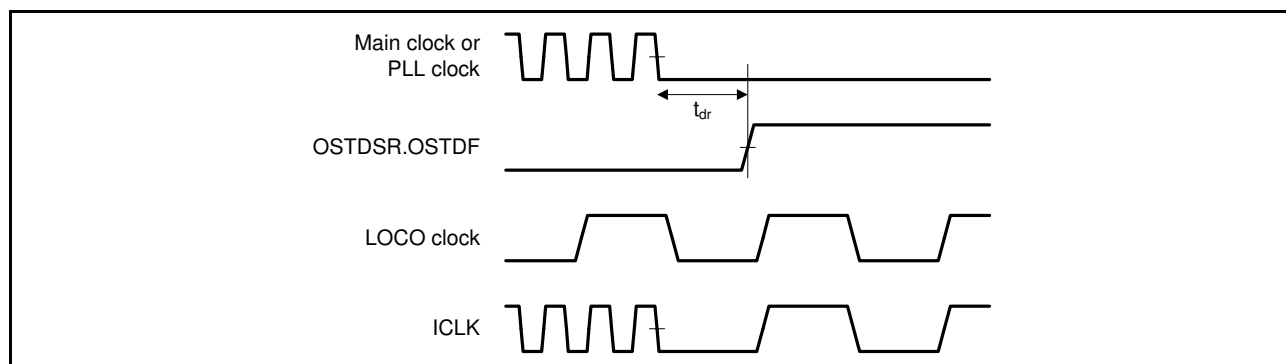 Main clock or
PLL clock
tdr
OSTDSR.OSTDF
LOCO clock
ICLK